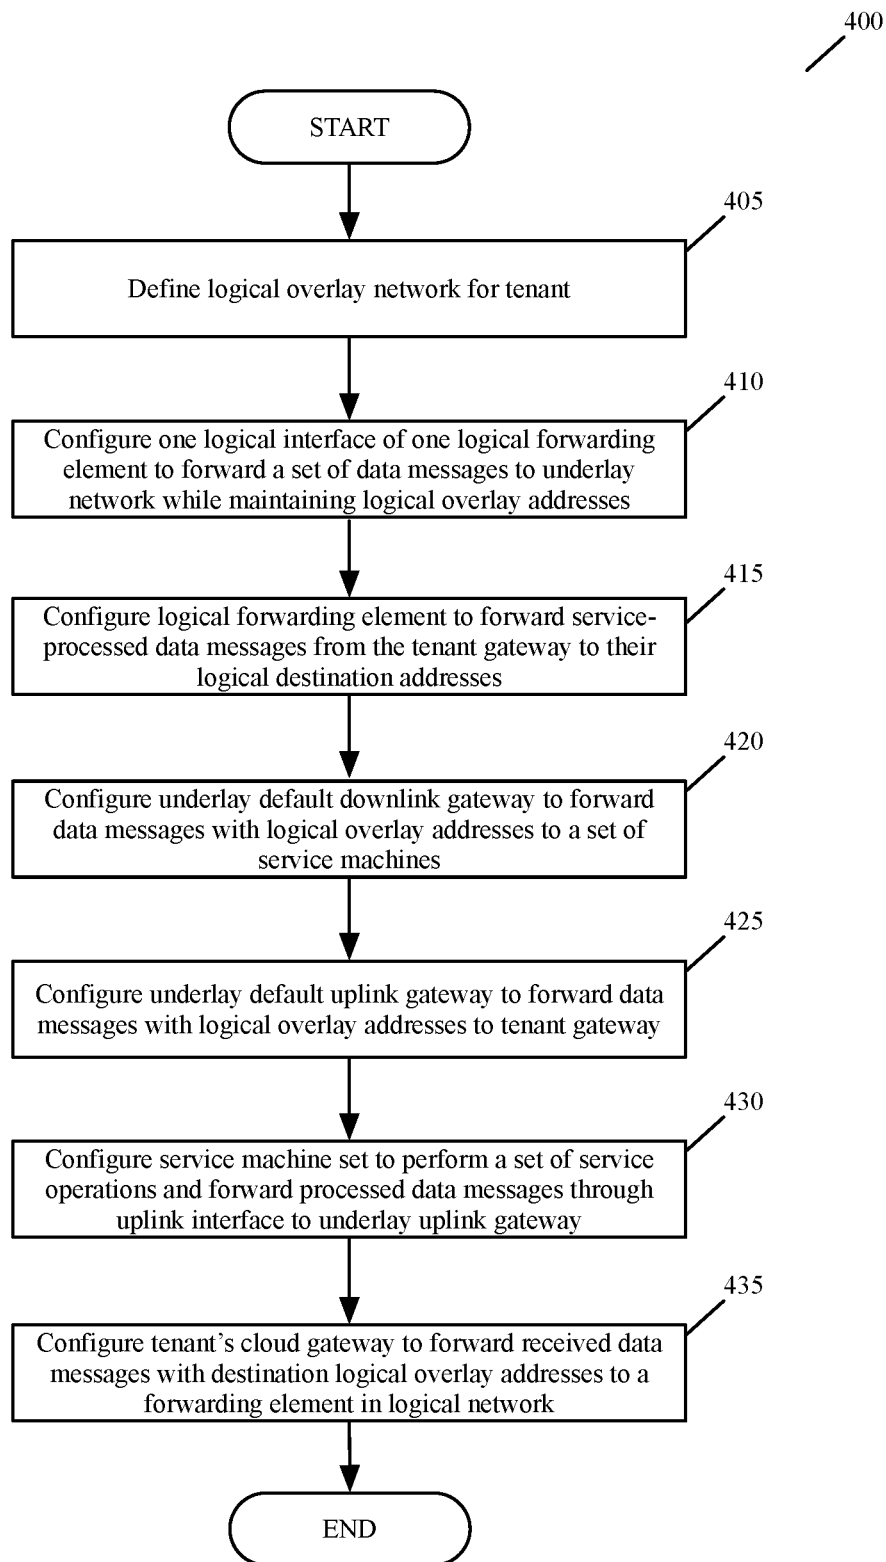 400
START
405
Define logical overlay network for tenant
410
Configure one logical interface of one logical forwarding
element to forward a set of data messages to underlay
network while maintaining logical overlay addresses
415
Configure logical forwarding element to forward service-
processed data messages from the tenant gateway to their
logical destination addresses
420
Configure underlay default downlink gateway to forward
data messages with logical overlay addresses to a set of
service machines
425
Configure underlay default uplink gateway to forward data
messages with logical overlay addresses to tenant gateway
430
Configure service machine set to perform a set of service
operations and forward processed data messages through
uplink interface to underlay uplink gateway
435
Configure tenant’s cloud gateway to forward received data
messages with destination logical overlay addresses to a
forwarding element in logical network
END